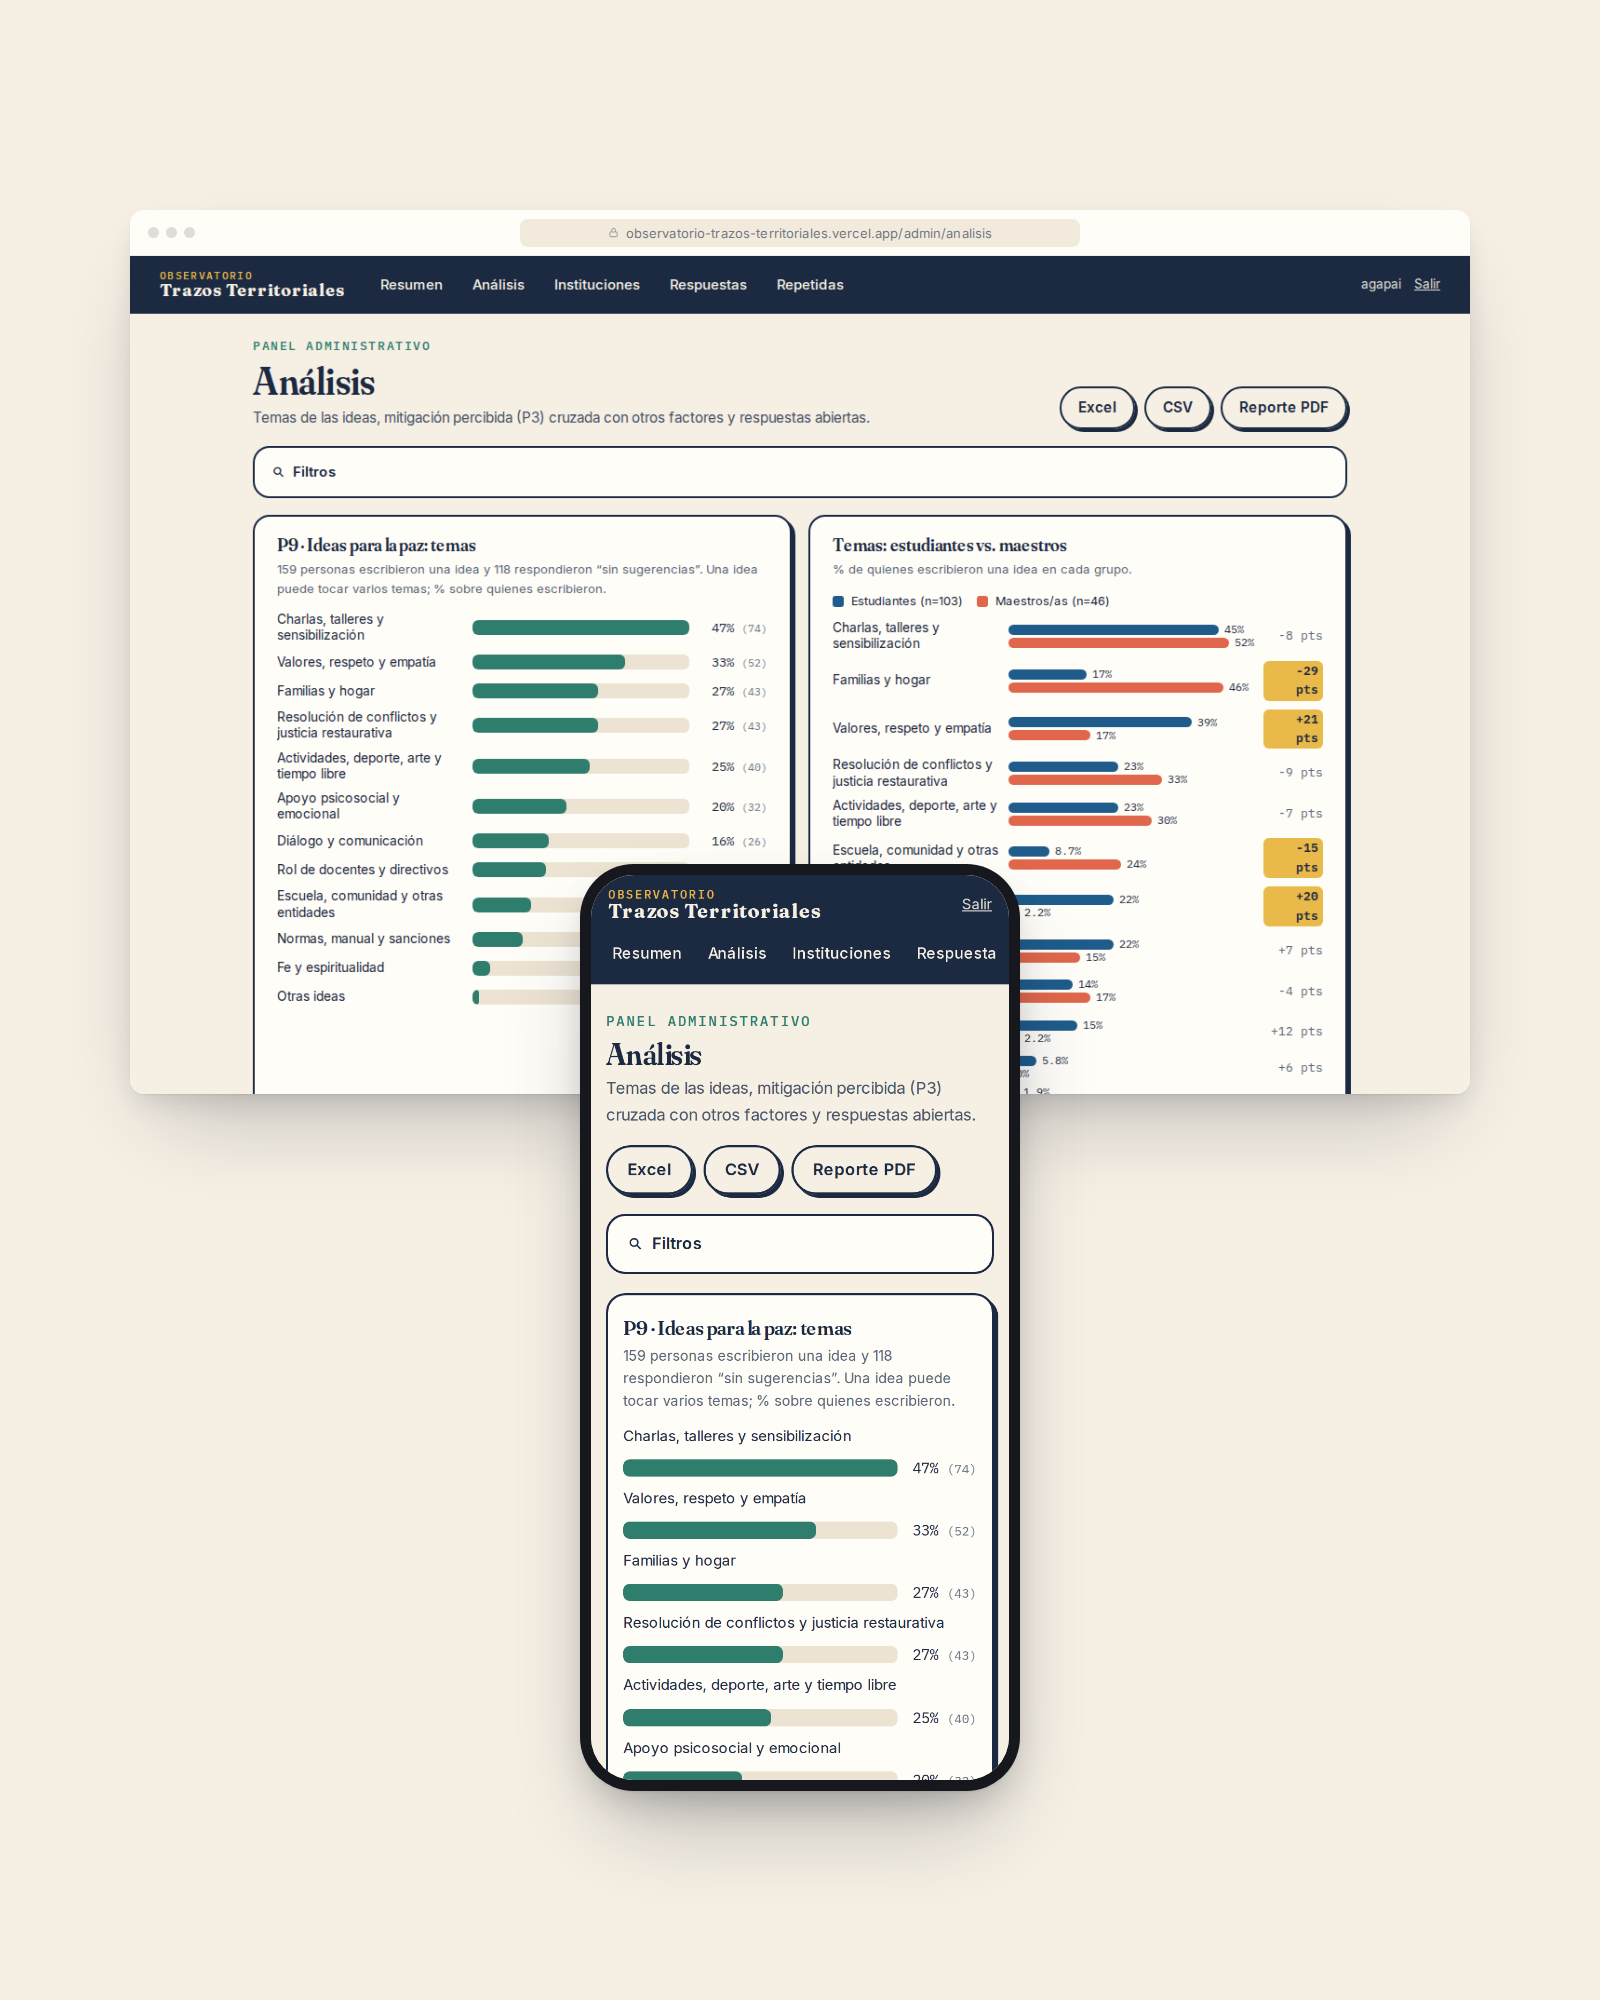 observatorio-trazos-territoriales.vercel.app/admin/analisis
OBSERVATORIO
Trazos Territoriales
Resumen
Análisis
Instituciones
Respuestas
Repetidas
agapai
Salir
PANEL ADMINISTRATIVO
Análisis
Temas de las ideas, mitigación percibida (P3) cruzada con otros factores y respuestas abiertas.
Excel
CSV
Reporte PDF
Filtros
P9 · Ideas para la paz: temas
159 personas escribieron una idea y 118 respondieron “sin sugerencias”. Una idea
puede tocar varios temas; % sobre quienes escribieron.
Charlas, talleres y
sensibilización
47% (74)
Valores, respeto y empatía
33% (52)
Familias y hogar
27% (43)
Resolución de conflictos y
justicia restaurativa
27% (43)
Actividades, deporte, arte y
tiempo libre
25% (40)
Apoyo psicosocial y
emocional
20% (32)
Diálogo y comunicación
16% (26)
Rol de docentes y directivos
Escuela, comunidad y otras
entidades
Normas, manual y sanciones
Fe y espiritualidad
Otras ideas
Temas: estudiantes vs. maestros
% de quienes escribieron una idea en cada grupo.
Estudiantes (n=103)
Maestros/as (n=46)
Charlas, talleres y
sensibilización
45%
52%
-8 pts
Familias y hogar
17%
46%
-29
pts
Valores, respeto y empatía
39%
17%
+21
pts
Resolución de conflictos y
justicia restaurativa
23%
33%
-9 pts
Actividades, deporte, arte y
tiempo libre
23%
30%
-7 pts
Escuela, comunidad y otras
8.7%
24%
-15
pts
22%
2.2%
+20
pts
22%
15%
+7 pts
14%
17%
-4 pts
15%
2.2%
+12 pts
5.8%
+6 pts
1.9%
OBSERVATORIO
Trazos Territoriales
Salir
Resumen
Análisis
Instituciones
Respuesta
PANEL ADMINISTRATIVO
Análisis
Temas de las ideas, mitigación percibida (P3)
cruzada con otros factores y respuestas abiertas.
Excel
CSV
Reporte PDF
Filtros
P9 · Ideas para la paz: temas
159 personas escribieron una idea y 118
respondieron “sin sugerencias”. Una idea puede
tocar varios temas; % sobre quienes escribieron.
Charlas, talleres y sensibilización
47% (74)
Valores, respeto y empatía
33% (52)
Familias y hogar
27% (43)
Resolución de conflictos y justicia restaurativa
27% (43)
Actividades, deporte, arte y tiempo libre
25% (40)
Apoyo psicosocial y emocional